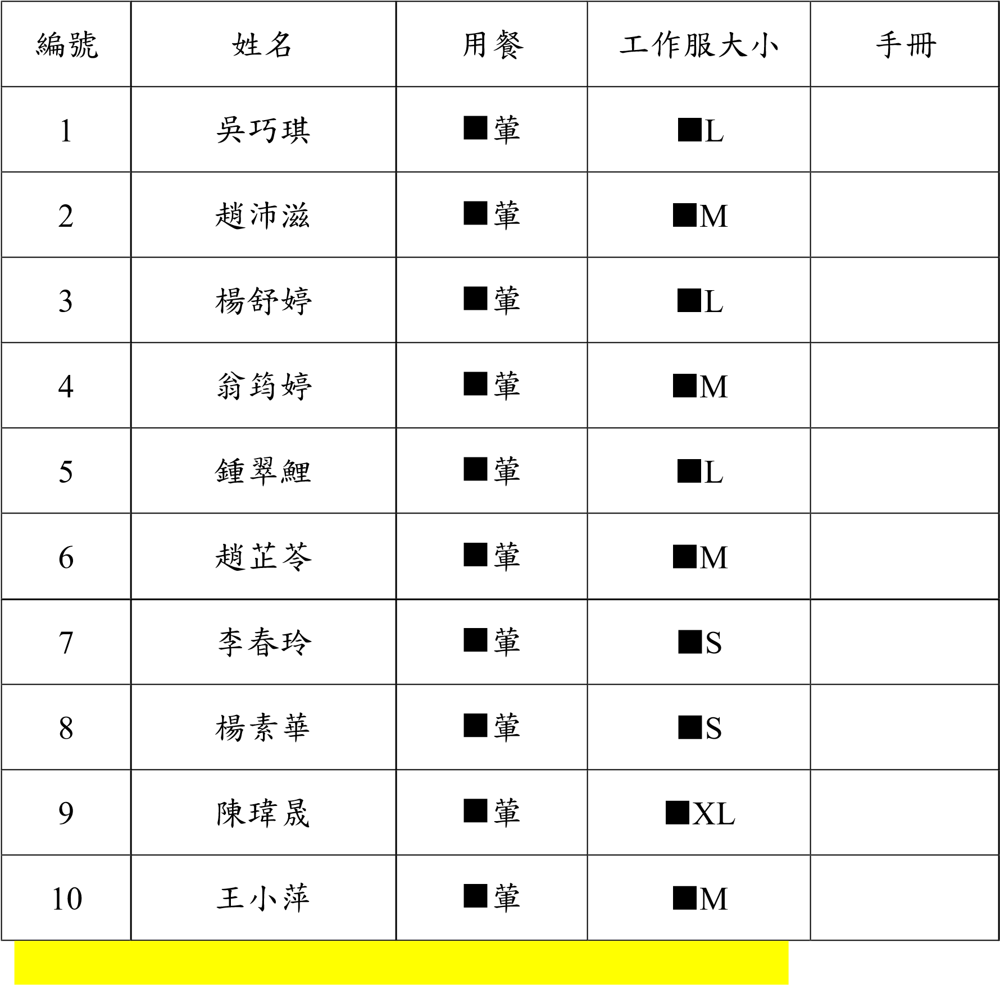 編號 姓名 用餐 工作服大小 手冊
1 吳巧琪 ■葷 ■L
2 趙沛滋 ■葷 ■M
3 楊舒婷 ■葷 ■L
4 翁筠婷 ■葷 ■M
5 鍾翠鯉 ■葷 ■L
6 趙芷苓 ■葷 ■M
7 李春玲 ■葷 ■S
8 楊素華 ■葷 ■S
9 陳瑋晟 ■葷 ■XL
10 王小萍 ■葷 ■M